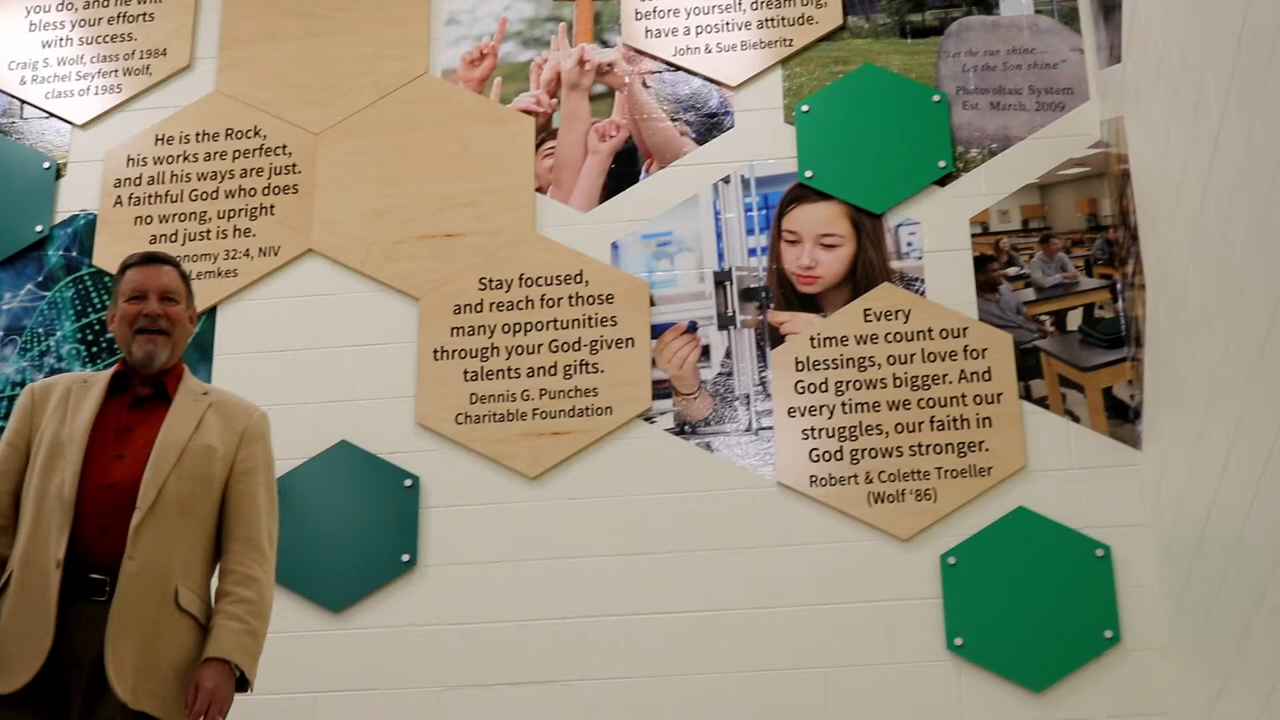 you do, and he will
bless your efforts
with success.
Craig S. Wolf, class of 1984
& Rachel Seyfert Wolf,
class of 1985
before yourself, dream big,
have a positive attitude.
John & Sue Bieberitz
"Let the sun shine...
Let the Son shine"
Photovoltaic System
Est. March, 2009
He is the Rock,
his works are perfect,
and all his ways are just.
A faithful God who does
no wrong, upright
and just is he.
onomy 32:4, NIV
Lemkes
Stay focused,
and reach for those
many opportunities
through your God-given
talents and gifts.
Dennis G. Punches
Charitable Foundation
Every
time we count our
blessings, our love for
God grows bigger. And
every time we count our
struggles, our faith in
God grows stronger.
Robert & Colette Troeller
(Wolf ‘86)